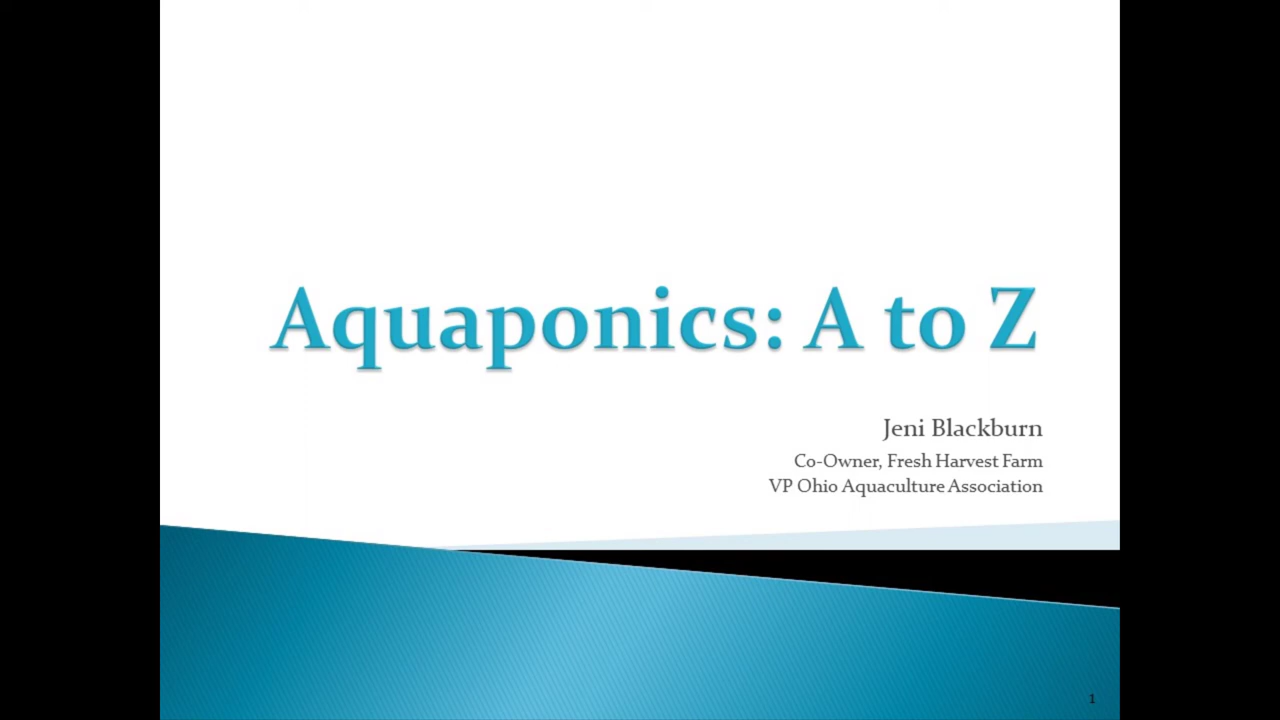 Aquaponics: A to Z
Jeni Blackburn
Co-Owner, Fresh Harvest Farm
VP Ohio Aquaculture Association
1